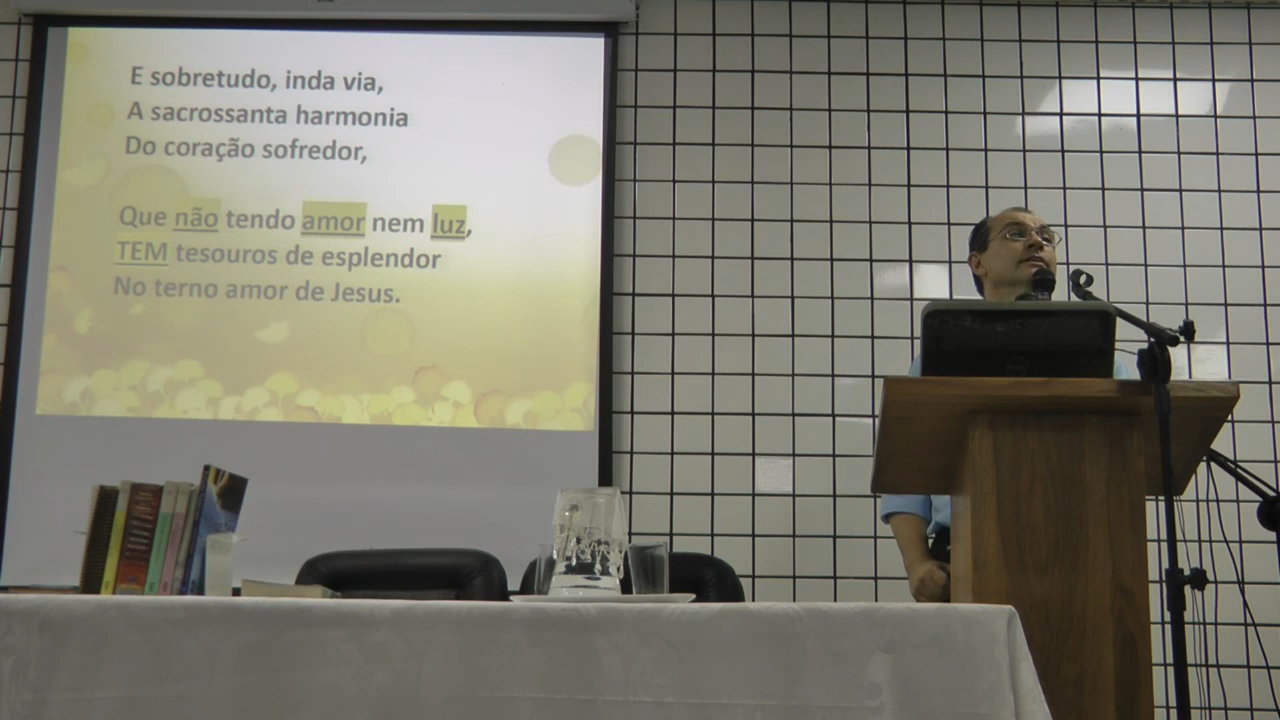 E sobretudo, inda via,
A sacrossanta harmonia
Do coração sofredor,
Que não tendo amor nem luz,
TEM tesouros de esplendor
No terno amor de Jesus.